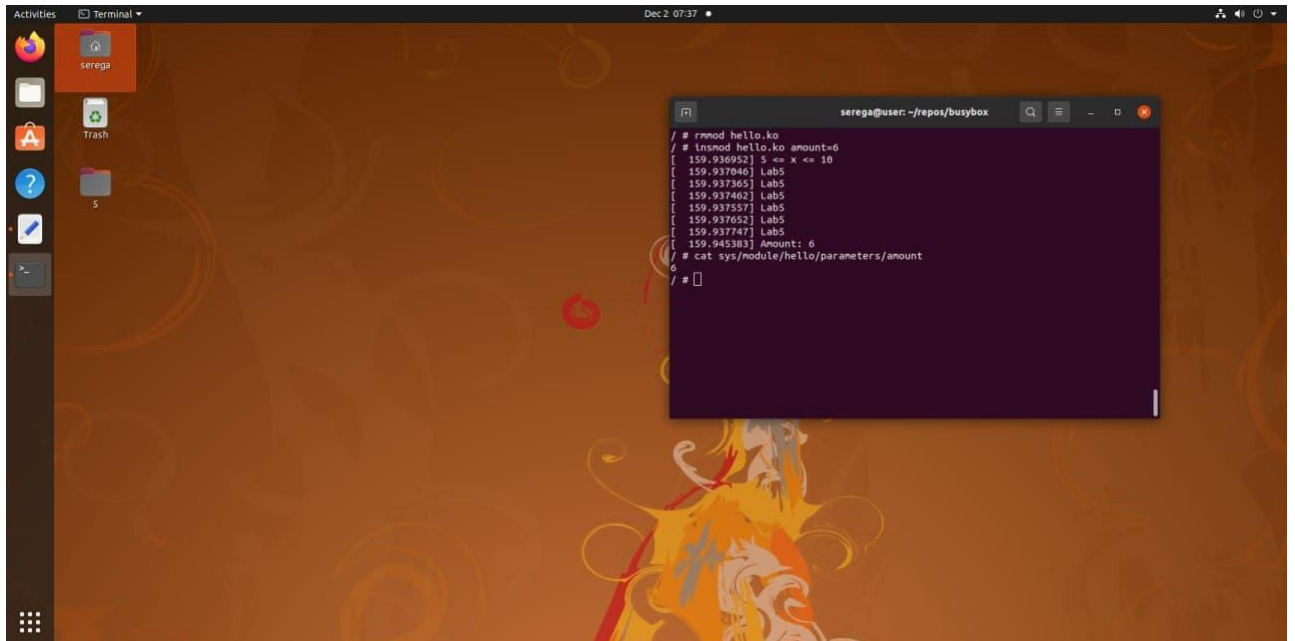 Activities
Terminal
Dec 2 07:37
serega
Trash
5
serega@user: ~/repos/busybox
/ # rmmod hello.ko
/ # insmod hello.ko amount=6
[  159.936952] 5 <= x <= 10
[  159.937046] Lab5
[  159.937365] Lab5
[  159.937462] Lab5
[  159.937557] Lab5
[  159.937652] Lab5
[  159.937747] Lab5
[  159.945383] Amount: 6
/ # cat sys/module/hello/parameters/amount
6
/ #